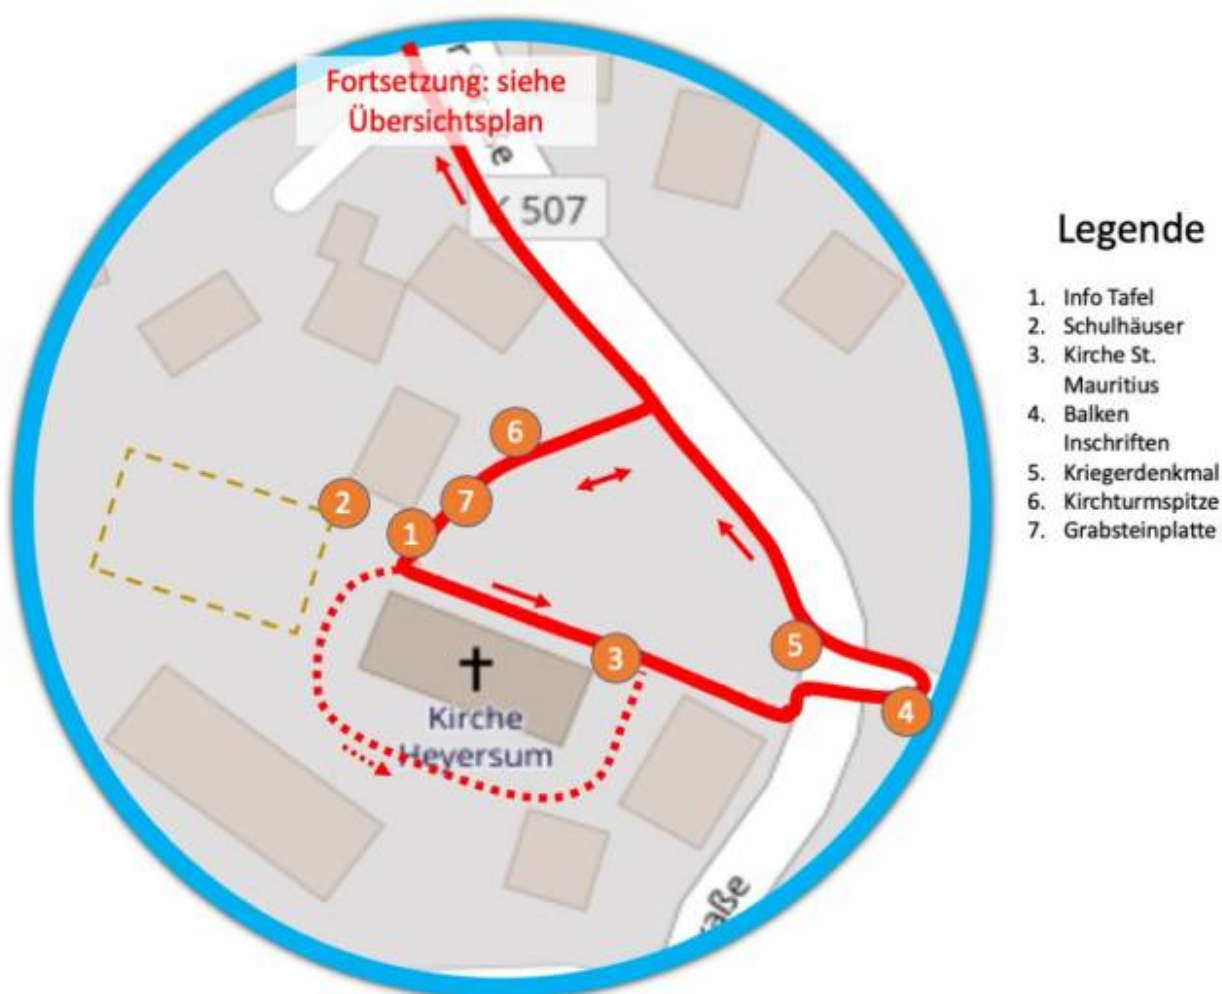 Fortsetzung: siehe
Übersichtsplan
507
Legende
1. Info Tafel
2. Schulhäuser
3. Kirche St.
Mauritius
4. Balken
Inschriften
5. Kriegerdenkmal
6. Kirchturmspitze
7. Grabsteinplatte
6
2
7
1
3
5
4
Kirche
Heyersum
raße